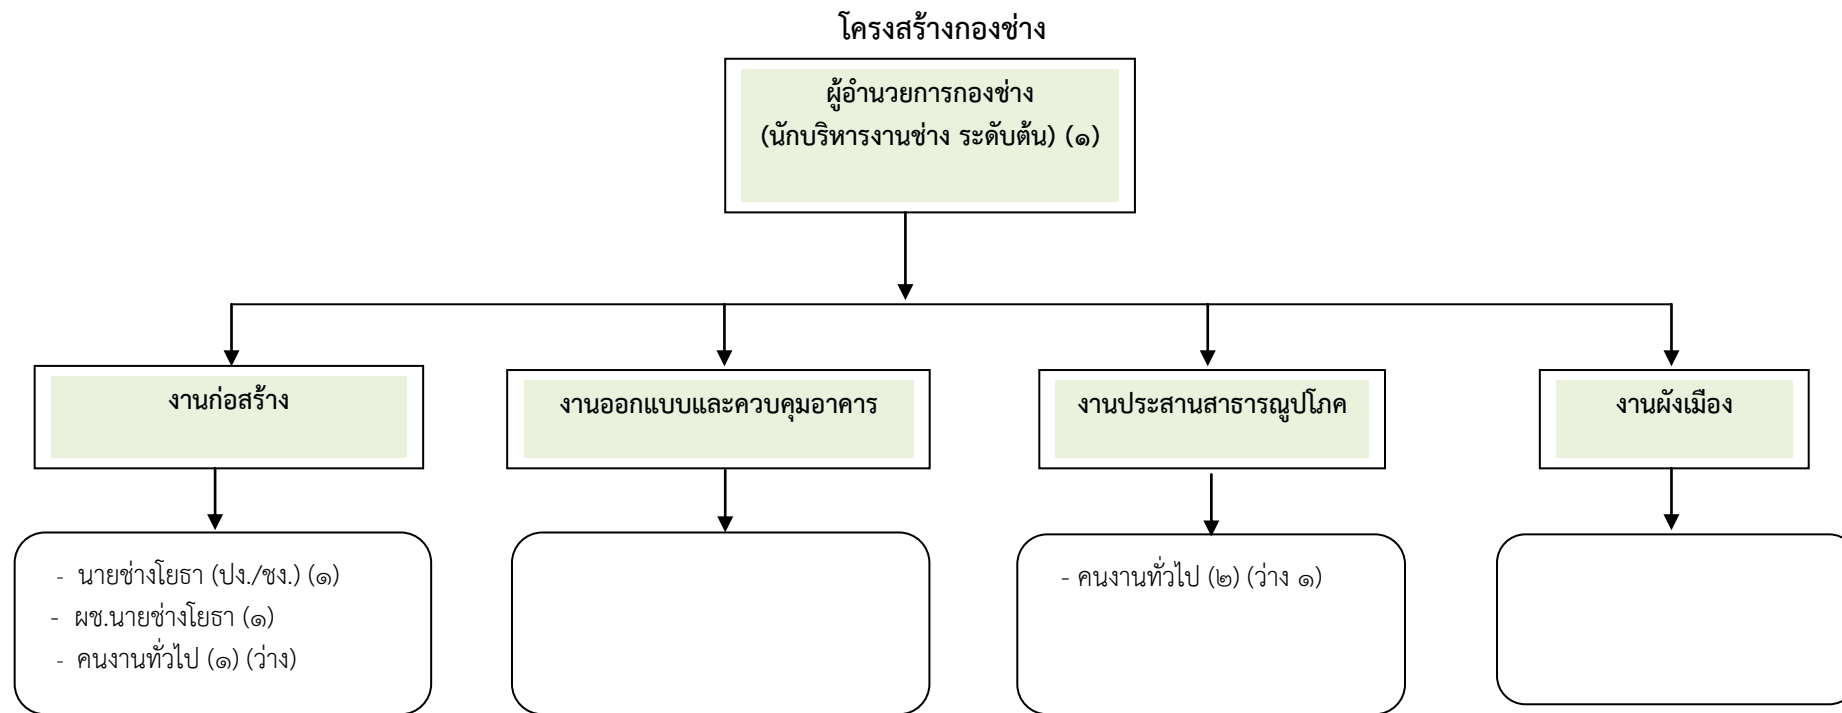 โครงสร้างกองช่าง
ผู้อำนวยการกองช่าง
(นักบริหารงานช่าง ระดับต้น) (๑)
งานก่อสร้าง
งานออกแบบและควบคุมอาคาร
งานประสานสาธารณูปโภค
งานผังเมือง
- นายช่างโยธา (ปง./ชง.) (๑)
- ผช.นายช่างโยธา (๑)
- คนงานทั่วไป (๑) (ว่าง)
- คนงานทั่วไป (๒) (ว่าง ๑)